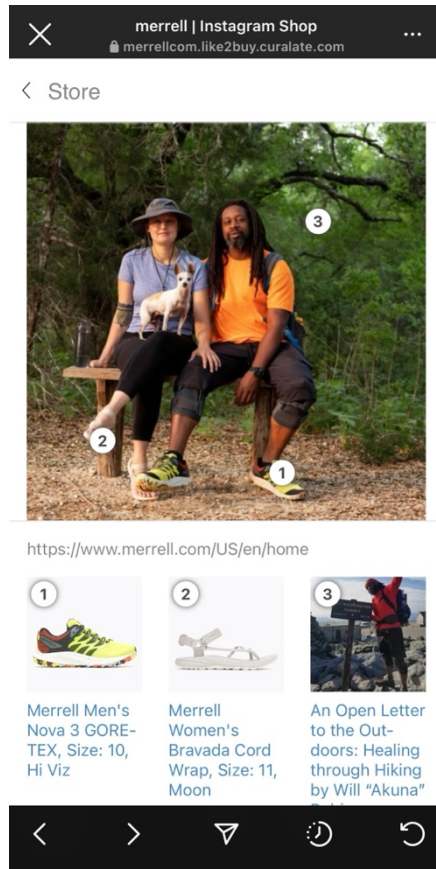 merrell | Instagram Shop
merrellcom.like2buy.curalate.com
Store
3
2
1
https://www.merrell.com/US/en/home
1
2
3
Merrell Men's
Nova 3 GORE-
TEX, Size: 10,
Hi Viz
Merrell
Women's
Bravada Cord
Wrap, Size: 11,
Moon
An Open Letter
to the Out-
doors: Healing
through Hiking
by Will “Akuna”